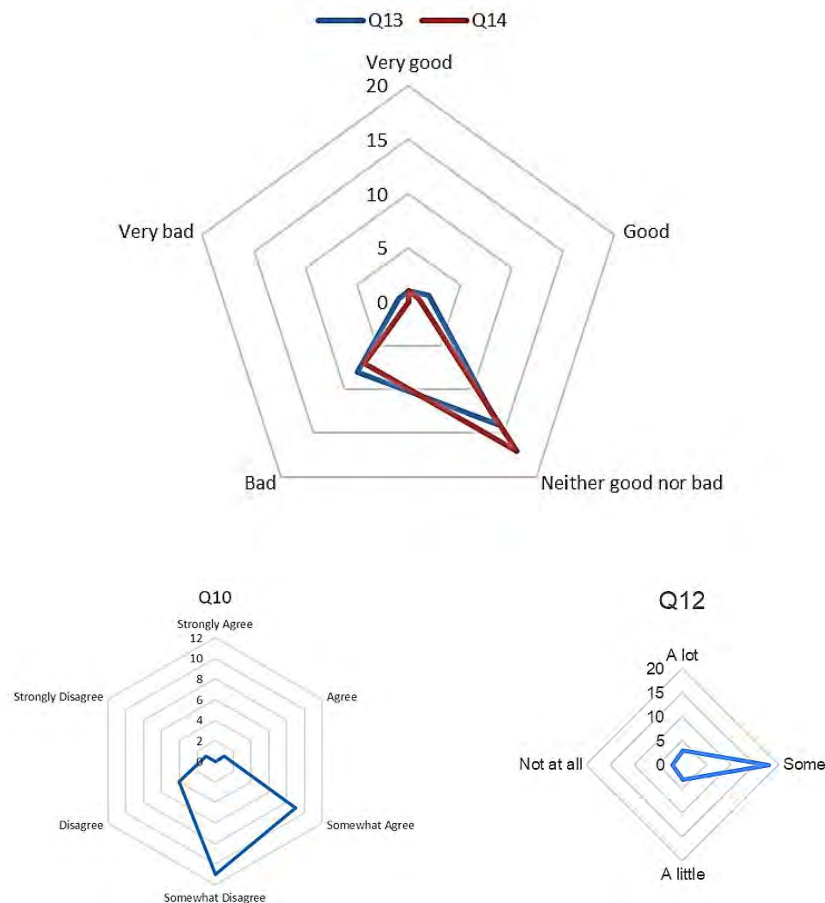 Q13 Q14
Very good
20
15
Very bad
Good
10
5
0
Bad
Neither good nor bad
Q10
Strongly Agree
12
10
Strongly Disagree
Agree
8
6
4
2
0
Disagree
Somewhat Agree
Somewhat Disagree
Q12
A lot
20
15
10
5
Not at all
0
Some
A little